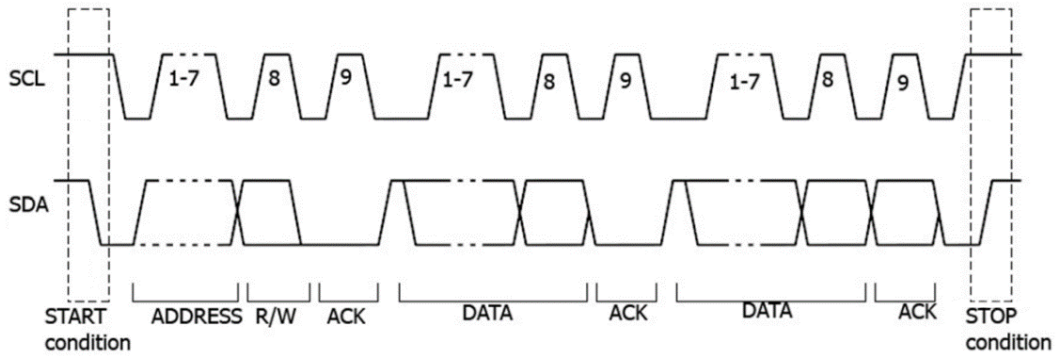 SCL
1-7
8
9
1-7
8
9
1-7
8
9
SDA
START
condition
ADDRESS
R/W
ACK
DATA
ACK
DATA
ACK
STOP
condition